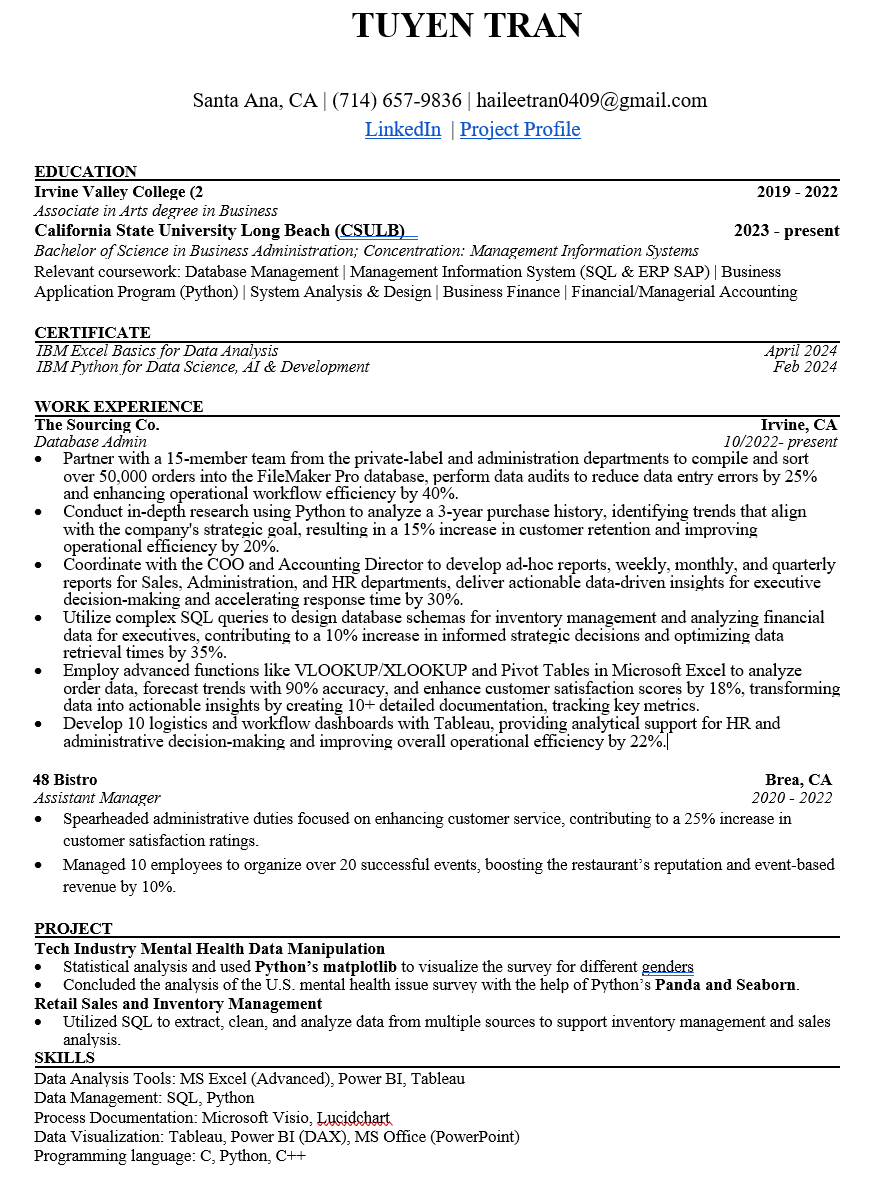 TUYEN TRAN
Santa Ana, CA | (714) 657-9836 | haileetran0409@gmail.com
LinkedIn | Project Profile
EDUCATION
Irvine Valley College (2 2019 - 2022
Associate in Arts degree in Business
California State University Long Beach (CSULB) 2023 - present
Bachelor of Science in Business Administration; Concentration: Management Information Systems
Relevant coursework: Database Management | Management Information System (SQL & ERP SAP) | Business
Application Program (Python) | System Analysis & Design | Business Finance | Financial/Managerial Accounting
CERTIFICATE
IBM Excel Basics for Data Analysis April 2024
IBM Python for Data Science, AI & Development Feb 2024
WORK EXPERIENCE
The Sourcing Co. Irvine, CA
Database Admin 10/2022- present
• Partner with a 15-member team from the private-label and administration departments to compile and sort
over 50,000 orders into the FileMaker Pro database, perform data audits to reduce data entry errors by 25%
and enhancing operational workflow efficiency by 40%.
• Conduct in-depth research using Python to analyze a 3-year purchase history, identifying trends that align
with the company's strategic goal, resulting in a 15% increase in customer retention and improving
operational efficiency by 20%.
• Coordinate with the COO and Accounting Director to develop ad-hoc reports, weekly, monthly, and quarterly
reports for Sales, Administration, and HR departments, deliver actionable data-driven insights for executive
decision-making and accelerating response time by 30%.
• Utilize complex SQL queries to design database schemas for inventory management and analyzing financial
data for executives, contributing to a 10% increase in informed strategic decisions and optimizing data
retrieval times by 35%.
• Employ advanced functions like VLOOKUP/XLOOKUP and Pivot Tables in Microsoft Excel to analyze
order data, forecast trends with 90% accuracy, and enhance customer satisfaction scores by 18%, transforming
data into actionable insights by creating 10+ detailed documentation, tracking key metrics.
• Develop 10 logistics and workflow dashboards with Tableau, providing analytical support for HR and
administrative decision-making and improving overall operational efficiency by 22%.
48 Bistro Brea, CA
Assistant Manager 2020 - 2022
• Spearheaded administrative duties focused on enhancing customer service, contributing to a 25% increase in
customer satisfaction ratings.
• Managed 10 employees to organize over 20 successful events, boosting the restaurant’s reputation and event-based
revenue by 10%.
PROJECT
Tech Industry Mental Health Data Manipulation
• Statistical analysis and used Python’s matplotlib to visualize the survey for different genders
• Concluded the analysis of the U.S. mental health issue survey with the help of Python’s Panda and Seaborn.
Retail Sales and Inventory Management
• Utilized SQL to extract, clean, and analyze data from multiple sources to support inventory management and sales
analysis.
SKILLS
Data Analysis Tools: MS Excel (Advanced), Power BI, Tableau
Data Management: SQL, Python
Process Documentation: Microsoft Visio, Lucidchart
Data Visualization: Tableau, Power BI (DAX), MS Office (PowerPoint)
Programming language: C, Python, C++